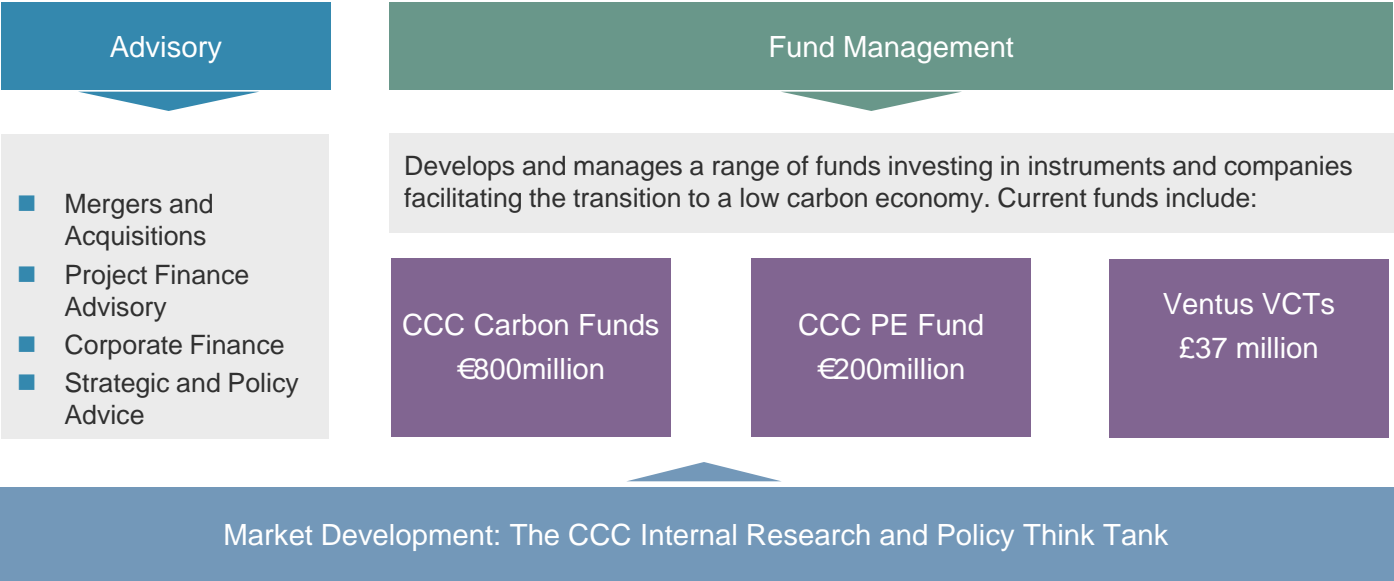 Advisory
Fund Management
Mergers and
Acquisitions
Project Finance
Advisory
Corporate Finance
Strategic and Policy
Advice
Develops and manages a range of funds investing in instruments and companies
facilitating the transition to a low carbon economy. Current funds include:
CCC Carbon Funds
€800million
CCC PE Fund
€200million
Ventus VCTs
£37 million
Market Development: The CCC Internal Research and Policy Think Tank